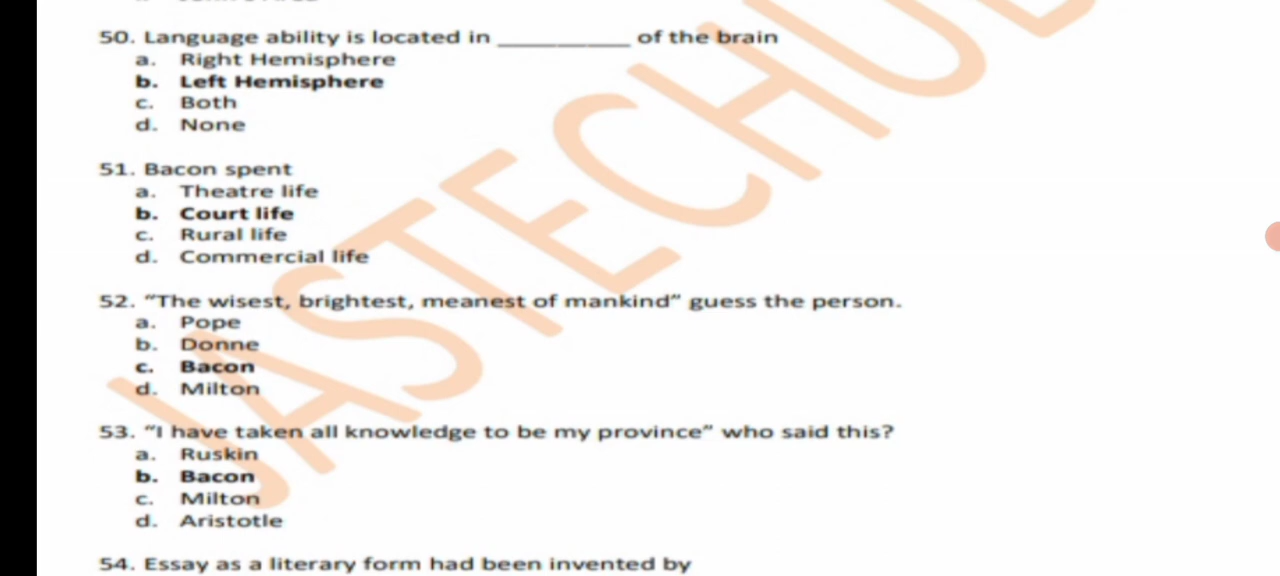 50. Language ability is located in __________ of the brain
a. Right Hemisphere
b. Left Hemisphere
c. Both
d. None
51. Bacon spent
a. Theatre life
b. Court life
c. Rural life
d. Commercial life
52. “The wisest, brightest, meanest of mankind” guess the person.
a. Pope
b. Donne
c. Bacon
d. Milton
53. “I have taken all knowledge to be my province” who said this?
a. Ruskin
b. Bacon
c. Milton
d. Aristotle
54. Essay as a literary form had been invented by